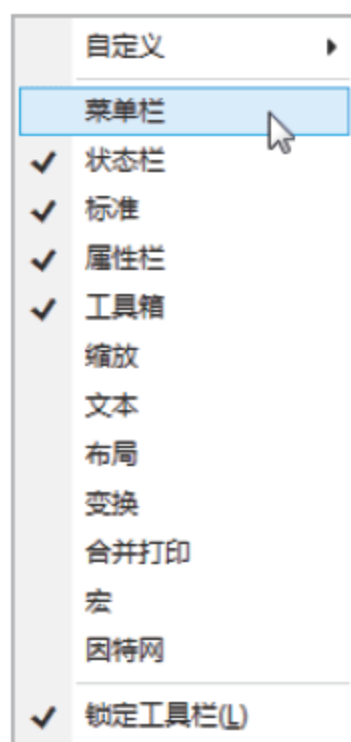 自定义
菜单栏
状态栏
标准
属性栏
工具箱
缩放
文本
布局
变换
合并打印
宏
因特网
锁定工具栏(L)